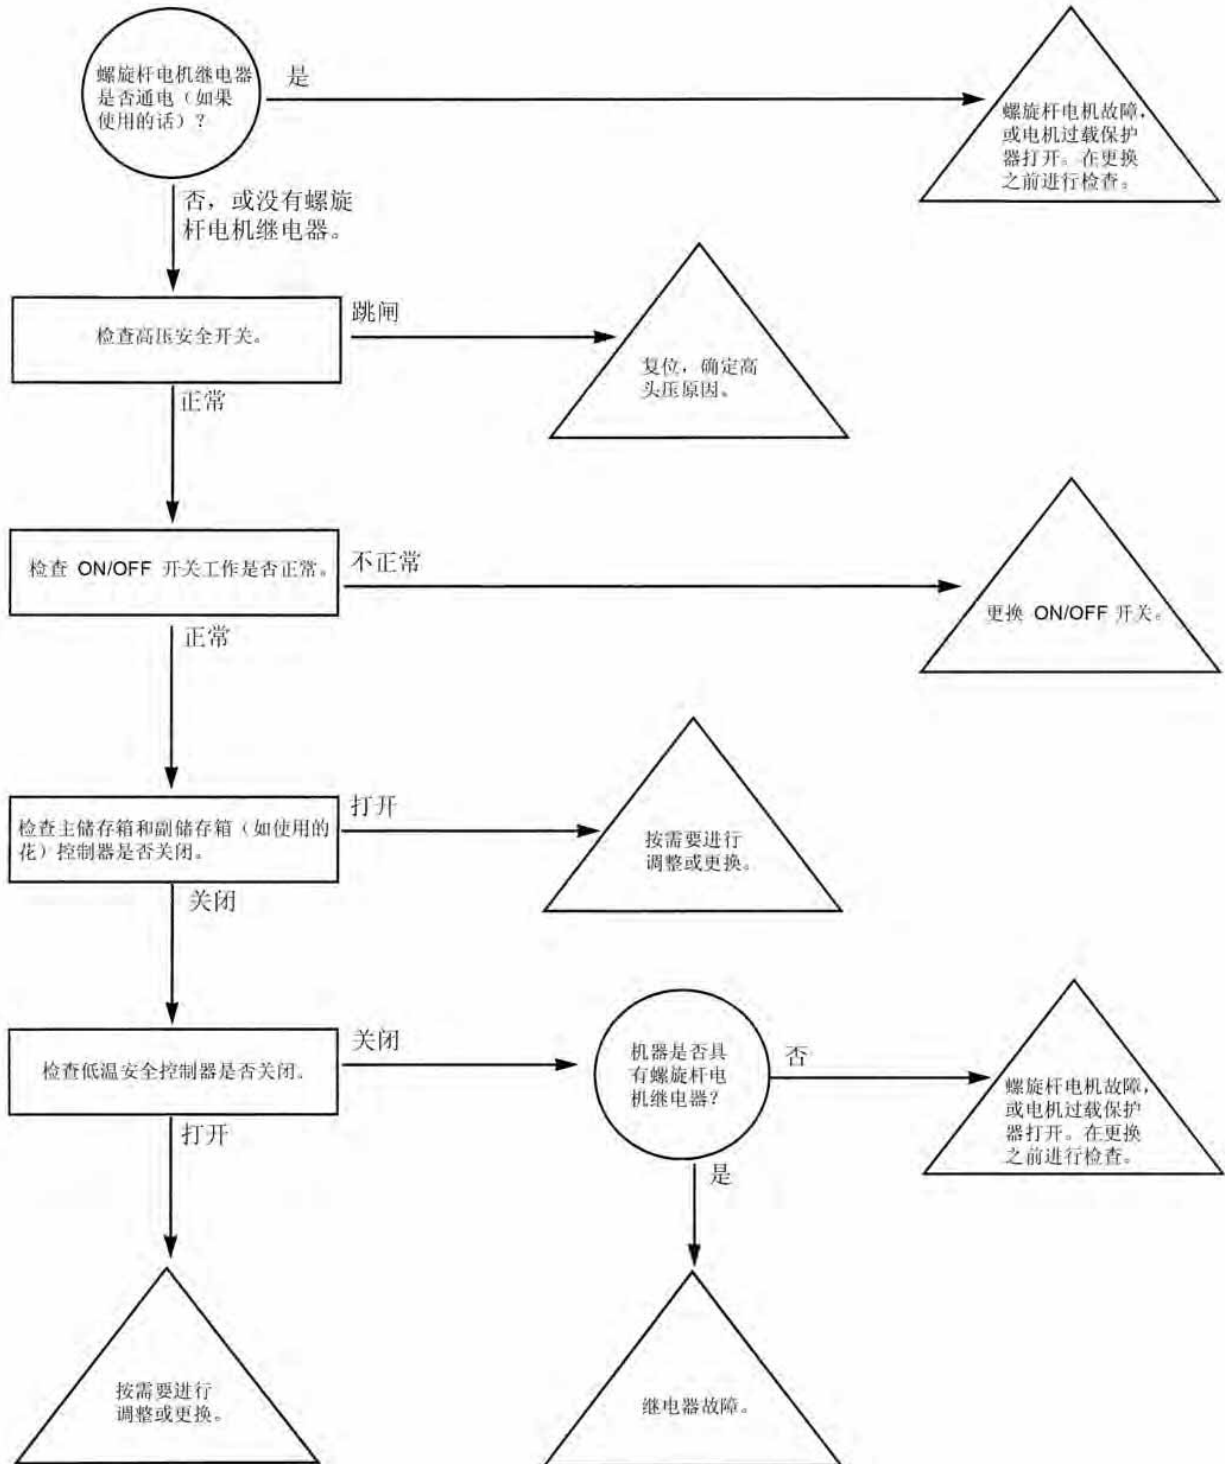 螺旋杆电机继电器
是否通电（如果
使用的话）？
是
螺旋杆电机故障，
或电机过载保护
器打开。在更换
之前进行检查。
否，或没有螺旋
杆电机继电器。
检查高压安全开关。
跳闸
复位，确定高
头压原因。
正常
检查 ON/OFF 开关工作是否正常。
不正常
更换 ON/OFF 开关。
正常
检查主储存箱和副储存箱（如使用的
花）控制器是否关闭。
打开
按需要进行
调整或更换。
关闭
检查低温安全控制器是否关闭。
关闭
机器是否具
有螺旋杆电
机继电器？
否
螺旋杆电机故障，
或电机过载保护
器打开。在更换
之前进行检查。
打开
是
按需要进行
调整或更换。
继电器故障。